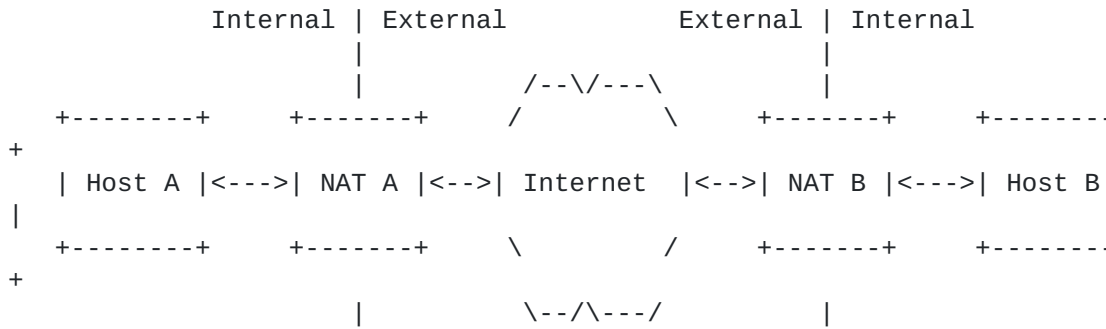 Internal | External           External | Internal
                      |                             |
                      |          /--\/---\          |
   +--------+     +-------+     /         \     +-------+     +--------
+
   | Host A |<--->| NAT A |<-->| Internet  |<-->| NAT B |<--->| Host B
|
   +--------+     +-------+     \         /     +-------+     +--------
+
                      |          \--/\---/          |